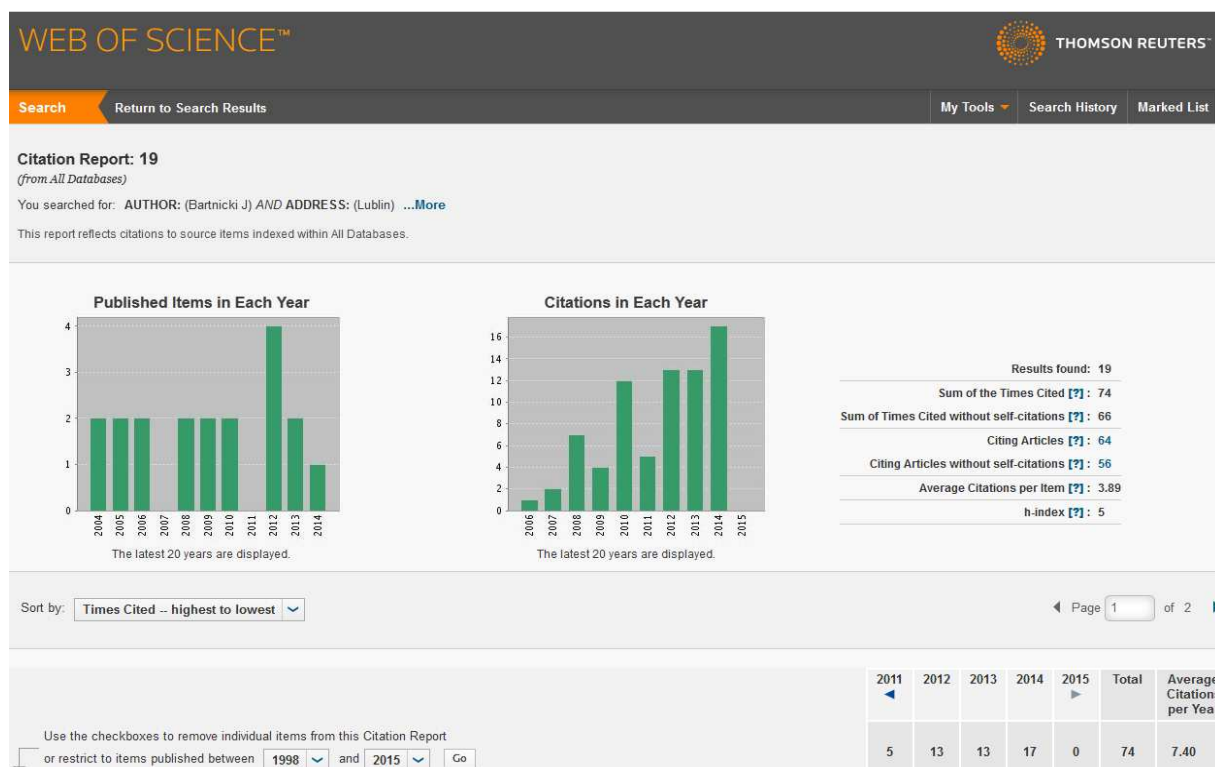 WEB OF SCIENCE™
THOMSON REUTERS™
Search Return to Search Results My Tools Search History Marked List
Citation Report: 19
(from All Databases)
You searched for: AUTHOR: (Bartnicki J) AND ADDRESS: (Lublin) ...More
This report reflects citations to source items indexed within All Databases.
Published Items in Each Year
4
3
2
1
0
2004 2005 2006 2007 2008 2009 2010 2011 2012 2013 2014
The latest 20 years are displayed.
Citations in Each Year
16
14
12
10
8
6
4
2
0
2006 2007 2008 2009 2010 2011 2012 2013 2014 2015
The latest 20 years are displayed.
Results found: 19
Sum of the Times Cited [?] : 74
Sum of Times Cited without self-citations [?] : 66
Citing Articles [?] : 64
Citing Articles without self-citations [?] : 56
Average Citations per Item [?] : 3.89
h-index [?] : 5
Sort by: Times Cited -- highest to lowest
Page 1 of 2
2011 2012 2013 2014 2015 Total Average
Citation
per Yea
Use the checkboxes to remove individual items from this Citation Report
or restrict to items published between 1998 and 2015 Go
5 13 13 17 0 74 7.40